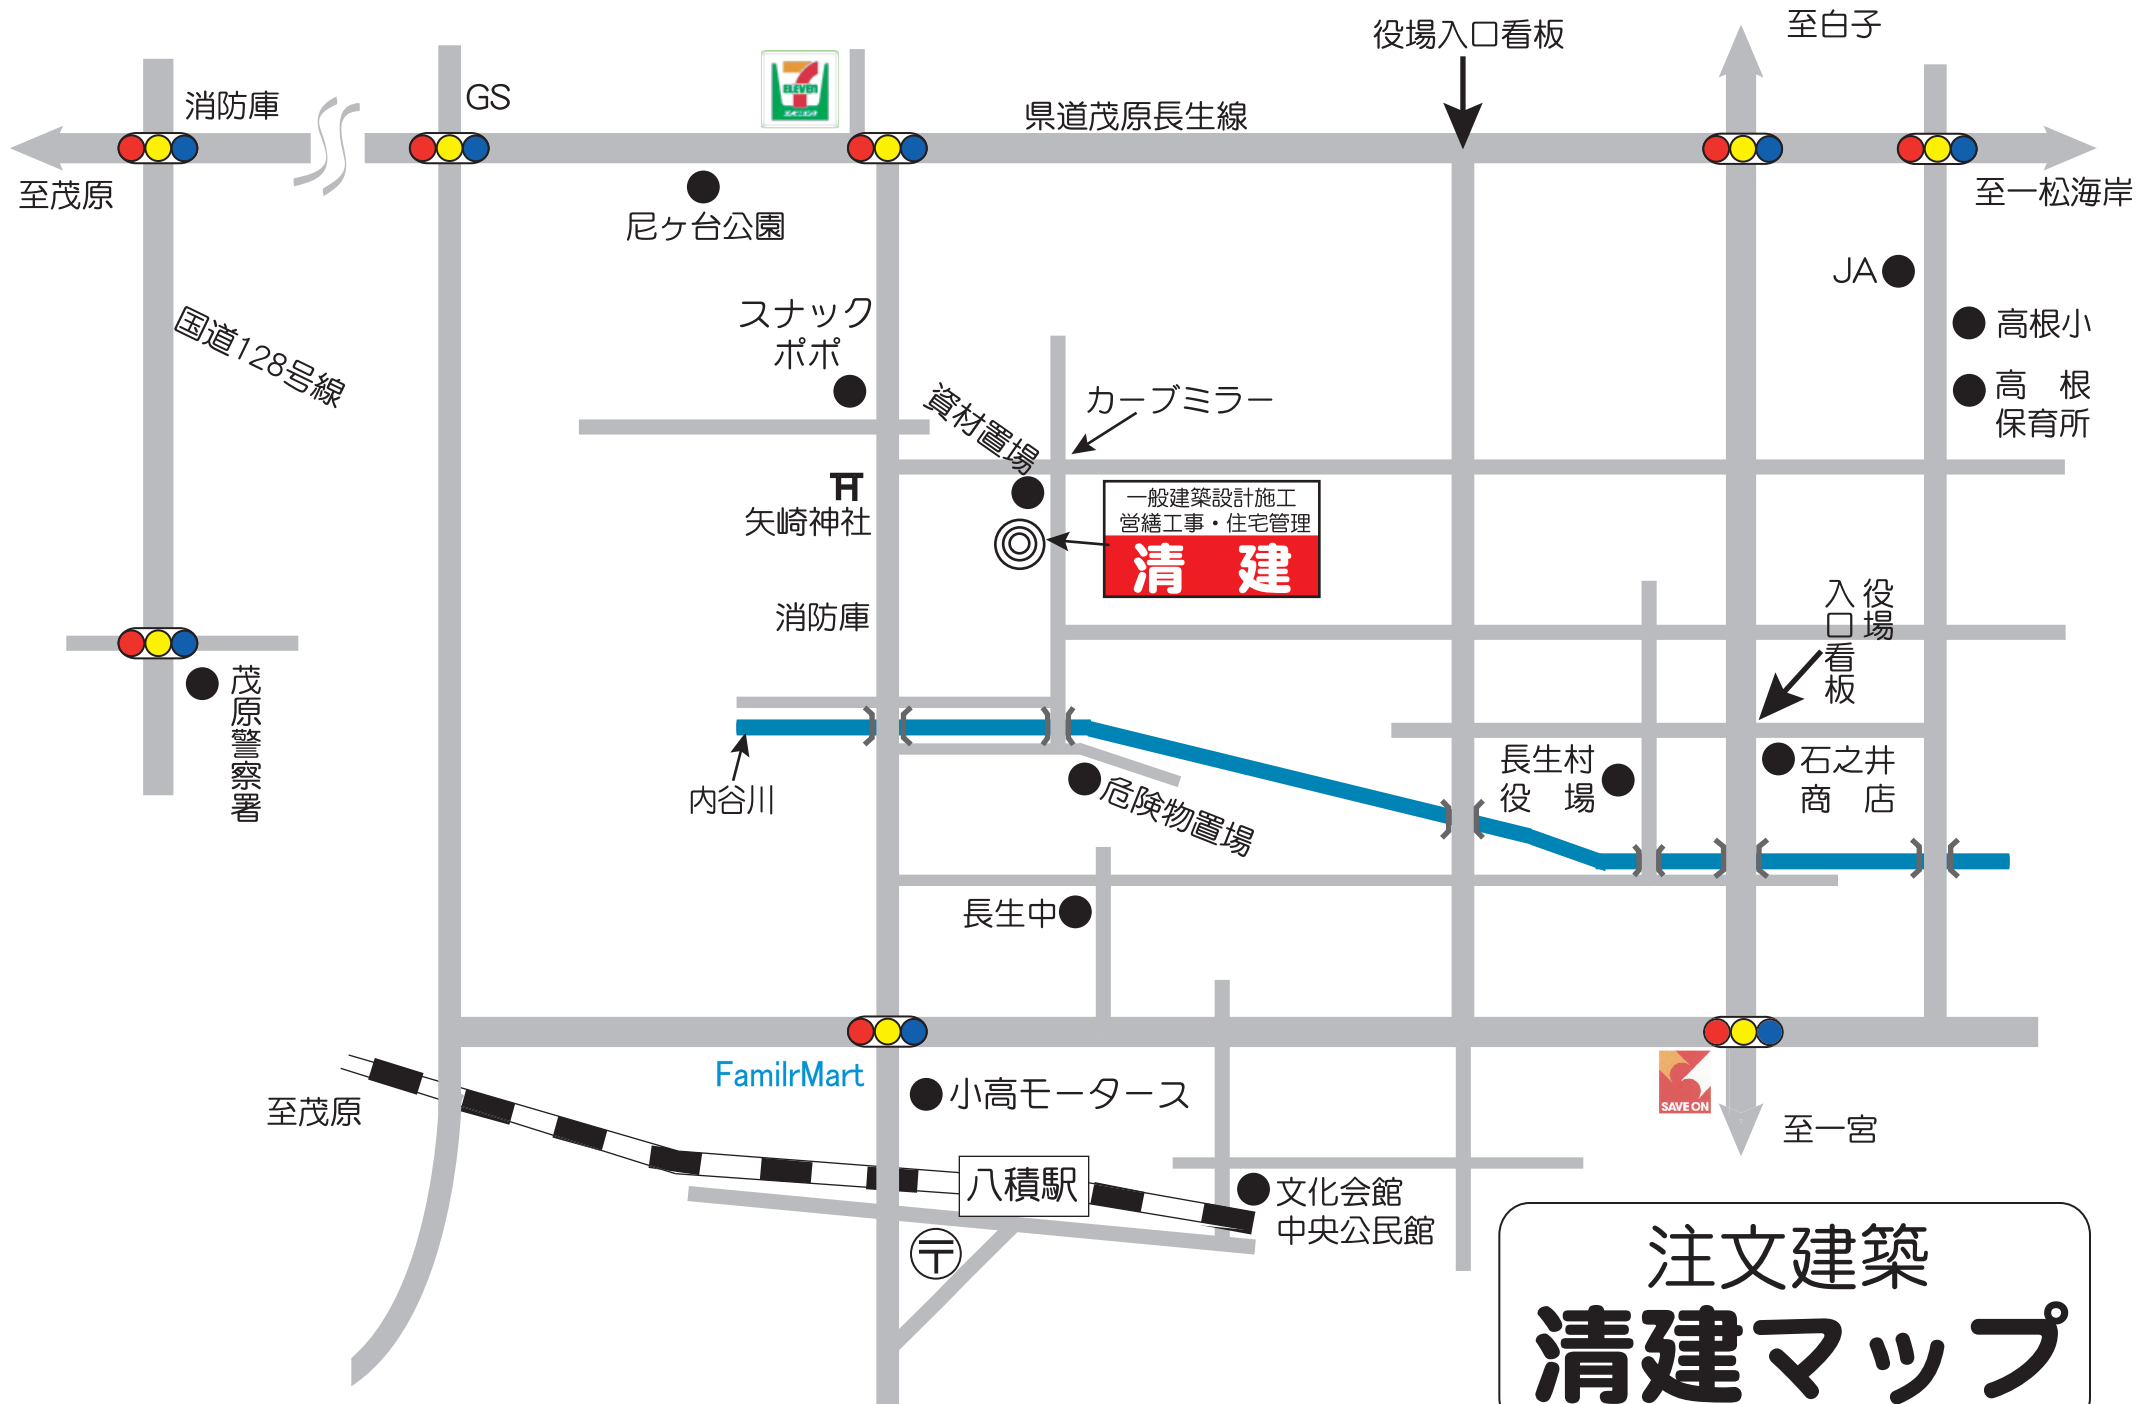 役場入口看板
至白子
消防庫
GS
7
ELEVEN
県道茂原長生線
至茂原
至一松海岸
尼ヶ台公園
JA
国道128号線
スナック
ポポ
高根小
高　根
保育所
資材置場
カーブミラー
矢崎神社
一般建築設計施工
営繕工事・住宅管理
清　建
消防庫
役場
入口看板
茂原警察署
内谷川
危険物置場
長生村
役　場
石之井
商　店
長生中
FamilrMart
小高モータース
SAVE ON
至茂原
至一宮
八積駅
〒
文化会館
中央公民館
注文建築
清建マップ